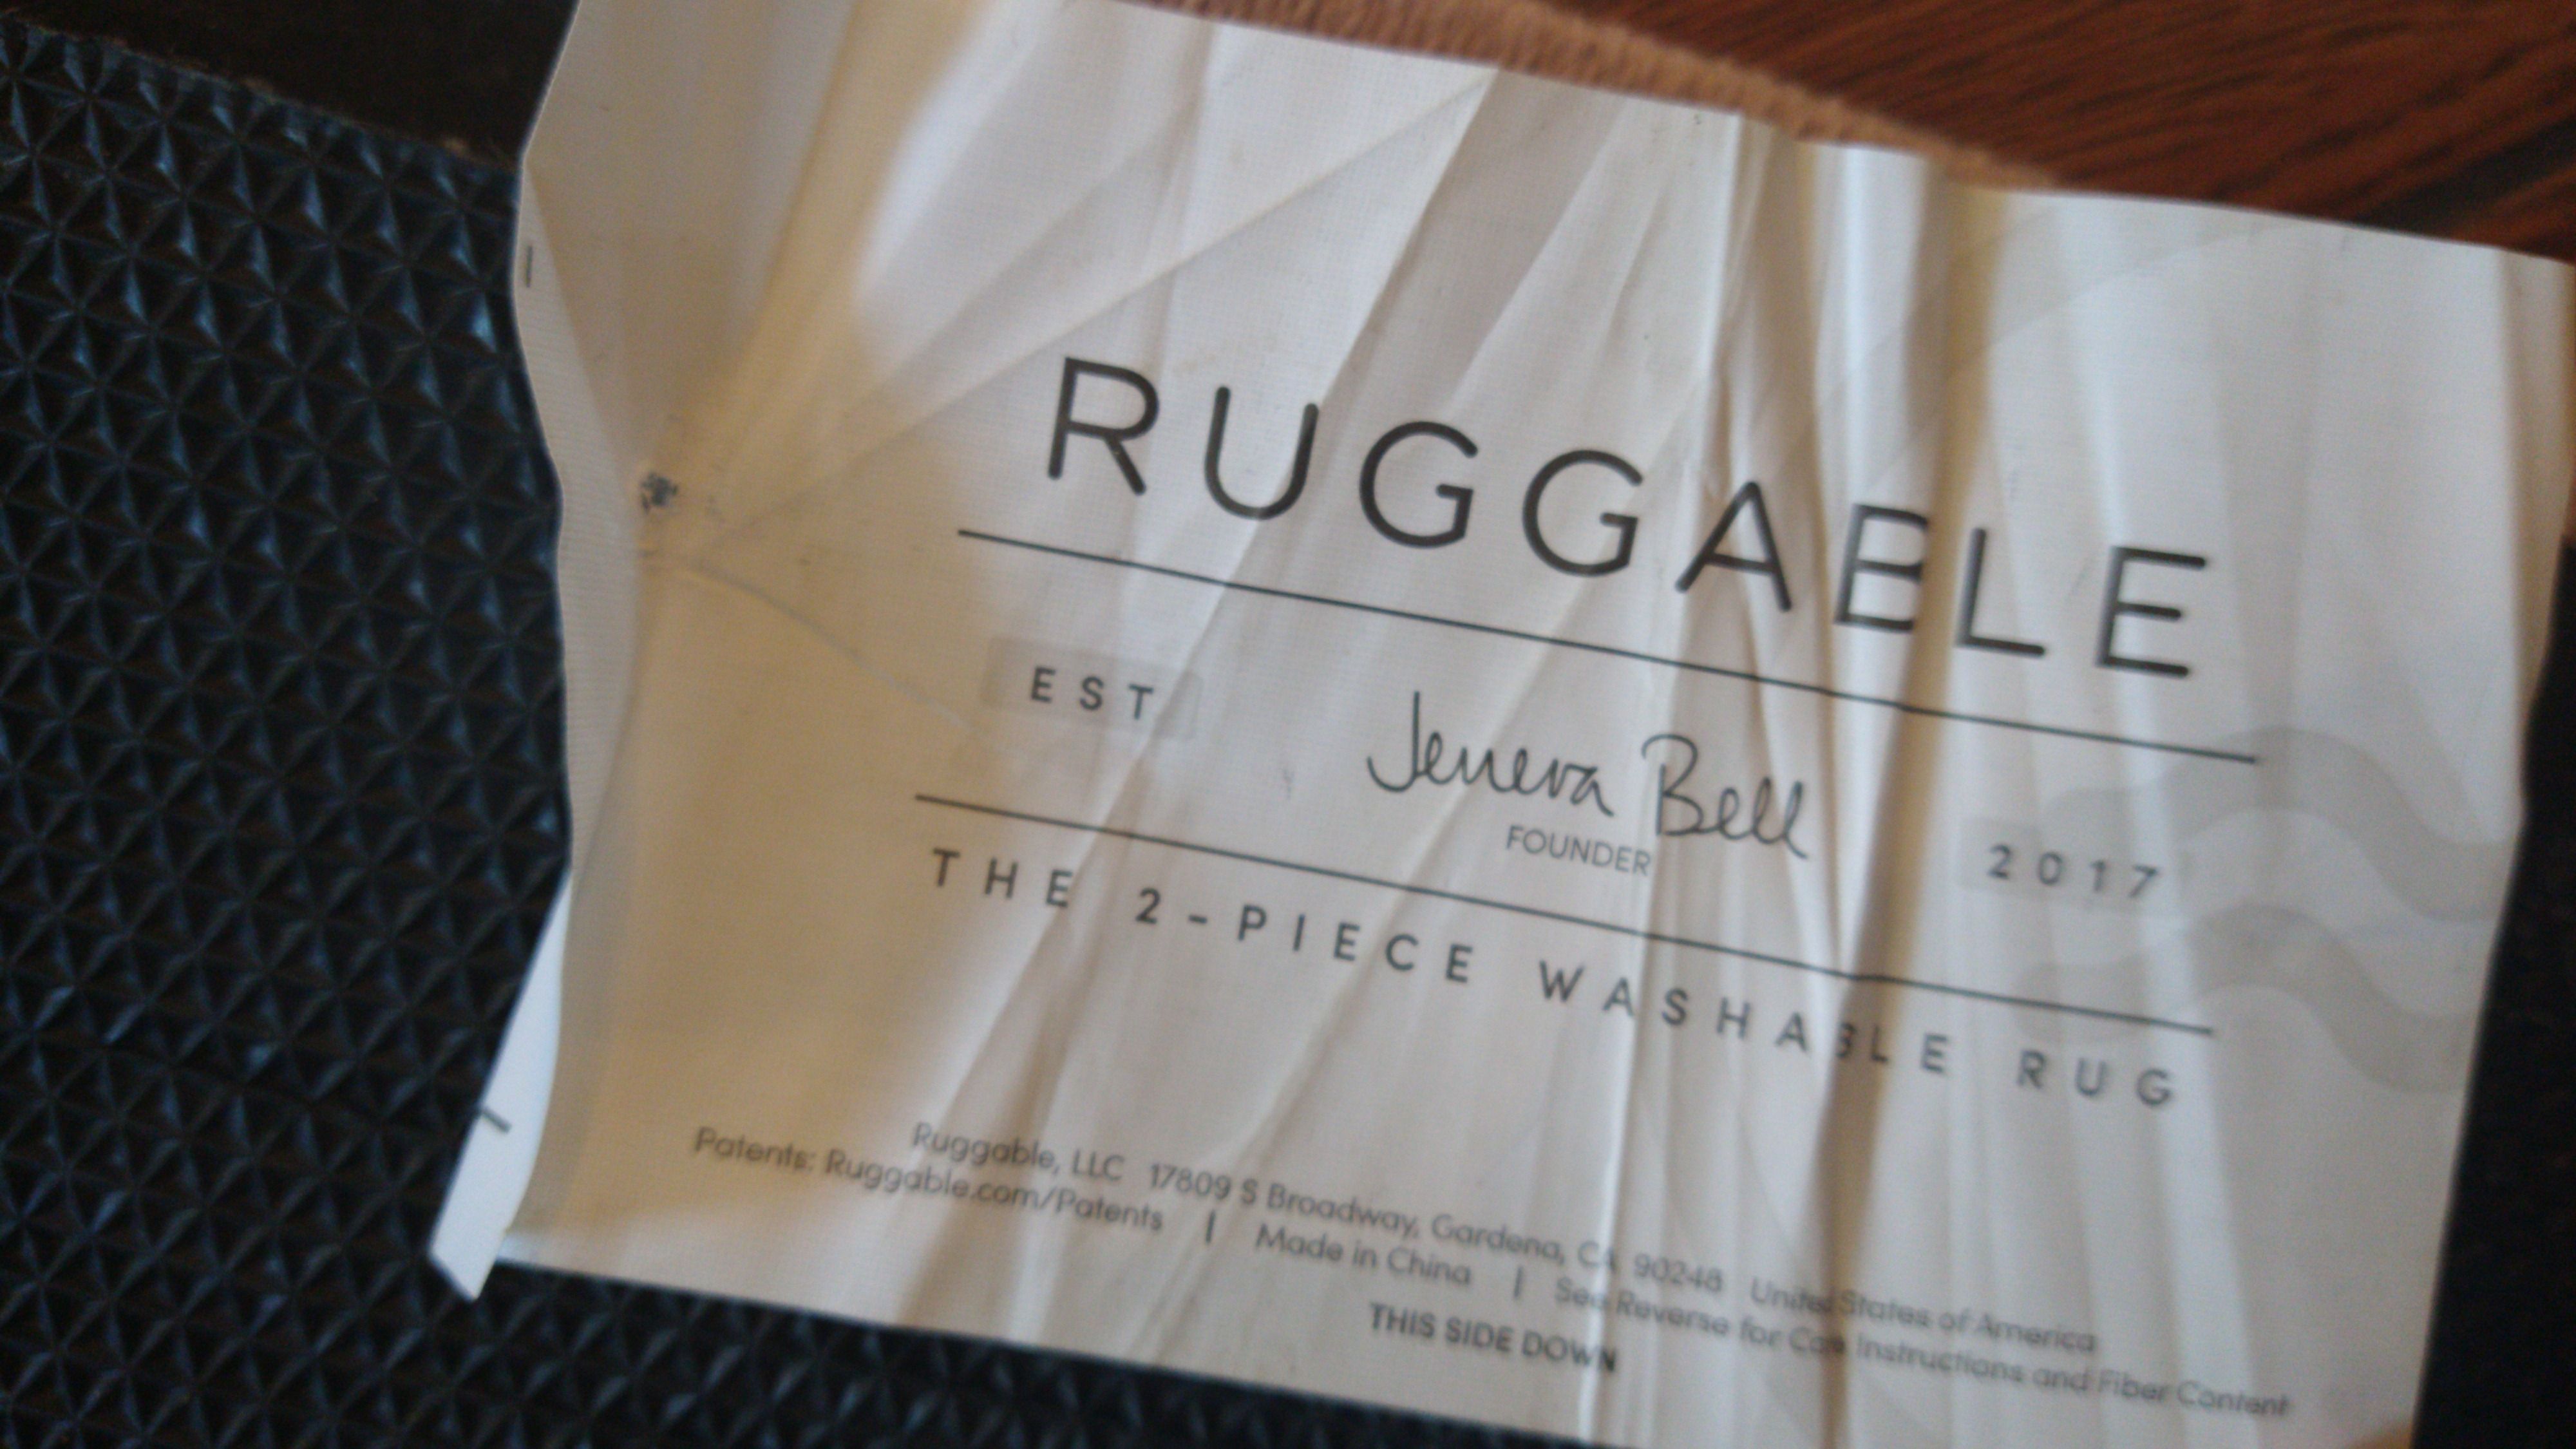 RUGGABLE
EST Jeneva Bell 2017
FOUNDER
THE 2-PIECE WASHABLE RUG
Ruggable, LLC 17809 S Broadway, Gardena, CA 90248 United States of America
Patents: Ruggable.com/Patents | Made in China | See Reverse for Care Instructions and Fiber Content
THIS SIDE DOWN